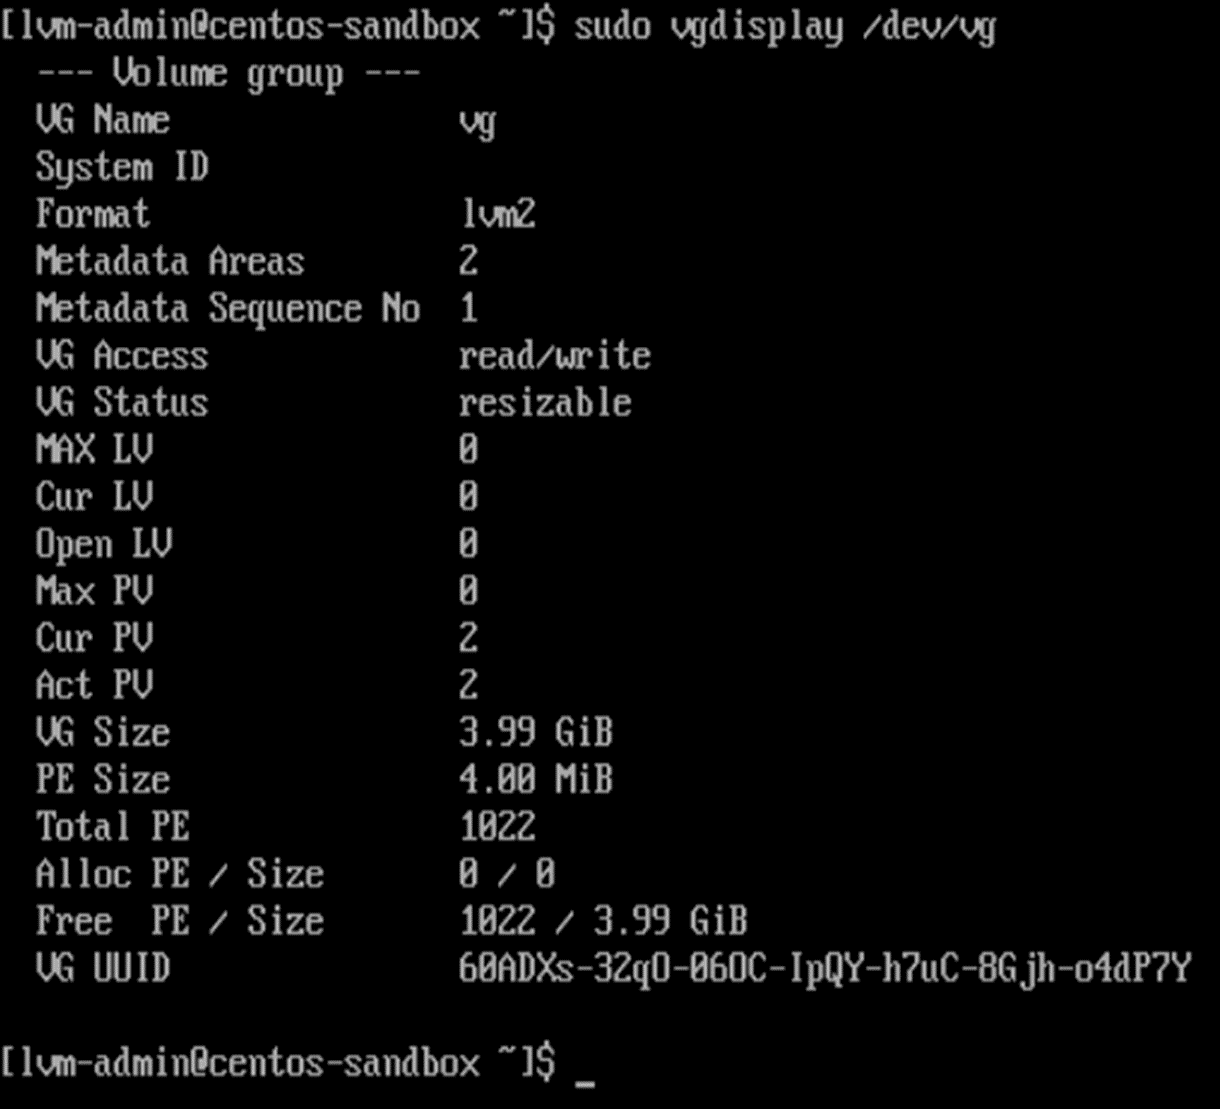 [lvm-admin@centos-sandbox ~]$ sudo vgdisplay /dev/vg
  --- Volume group ---
  VG Name               vg
  System ID
  Format                lvm2
  Metadata Areas        2
  Metadata Sequence No  1
  VG Access             read/write
  VG Status             resizable
  MAX LV                0
  Cur LV                0
  Open LV               0
  Max PV                0
  Cur PV                2
  Act PV                2
  VG Size               3.99 GiB
  PE Size               4.00 MiB
  Total PE              1022
  Alloc PE / Size       0 / 0
  Free  PE / Size       1022 / 3.99 GiB
  VG UUID               60ADXs-32qO-06OC-IpQY-h7uC-8Gjh-o4dP7Y
[lvm-admin@centos-sandbox ~]$ _